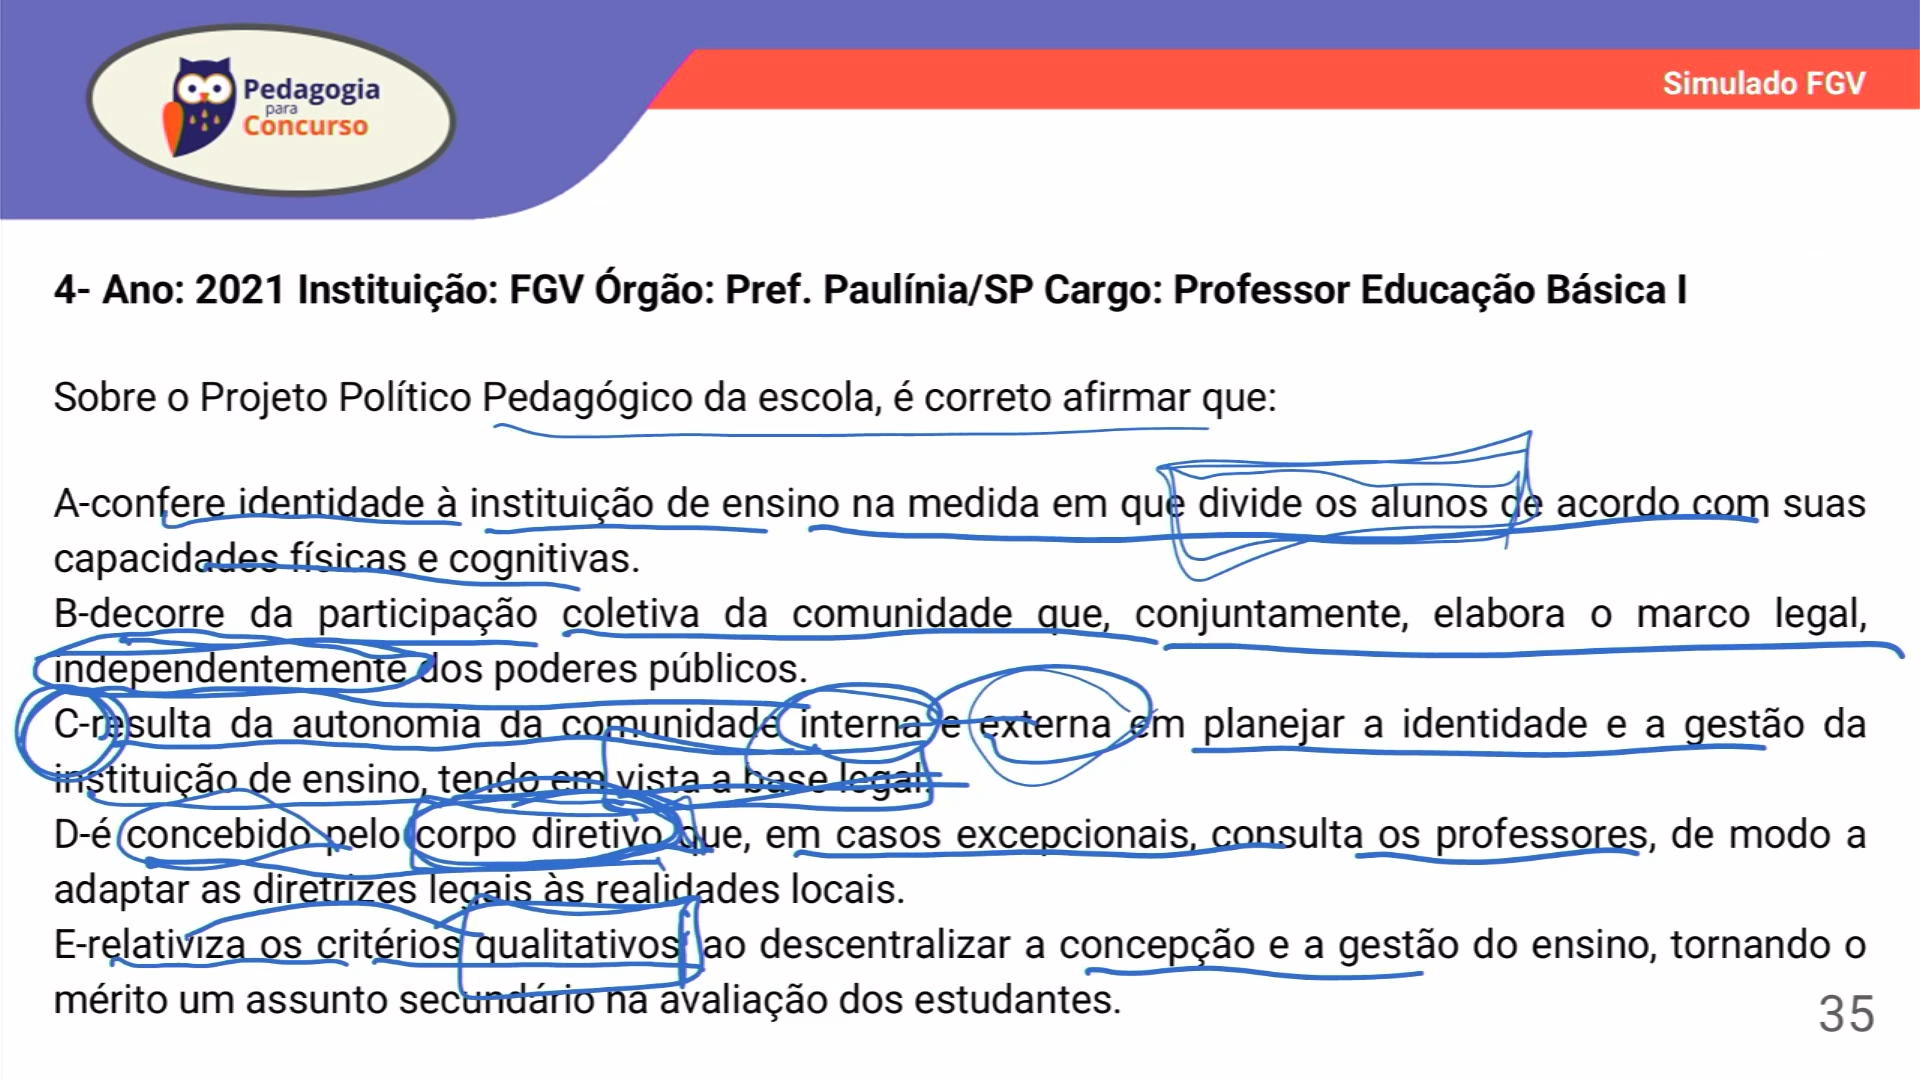 Pedagogia
para
Concurso
Simulado FGV
4- Ano: 2021 Instituição: FGV Órgão: Pref. Paulínia/SP Cargo: Professor Educação Básica I
Sobre o Projeto Político Pedagógico da escola, é correto afirmar que:
A-confere identidade à instituição de ensino na medida em que divide os alunos de acordo com suas
capacidades físicas e cognitivas.
B-decorre da participação coletiva da comunidade que, conjuntamente, elabora o marco legal,
independentemente dos poderes públicos.
C-resulta da autonomia da comunidade interna e externa em planejar a identidade e a gestão da
instituição de ensino, tendo em vista a base legal.
D-é concebido pelo corpo diretivo que, em casos excepcionais, consulta os professores, de modo a
adaptar as diretrizes legais às realidades locais.
E-relativiza os critérios qualitativos ao descentralizar a concepção e a gestão do ensino, tornando o
mérito um assunto secundário na avaliação dos estudantes.
35